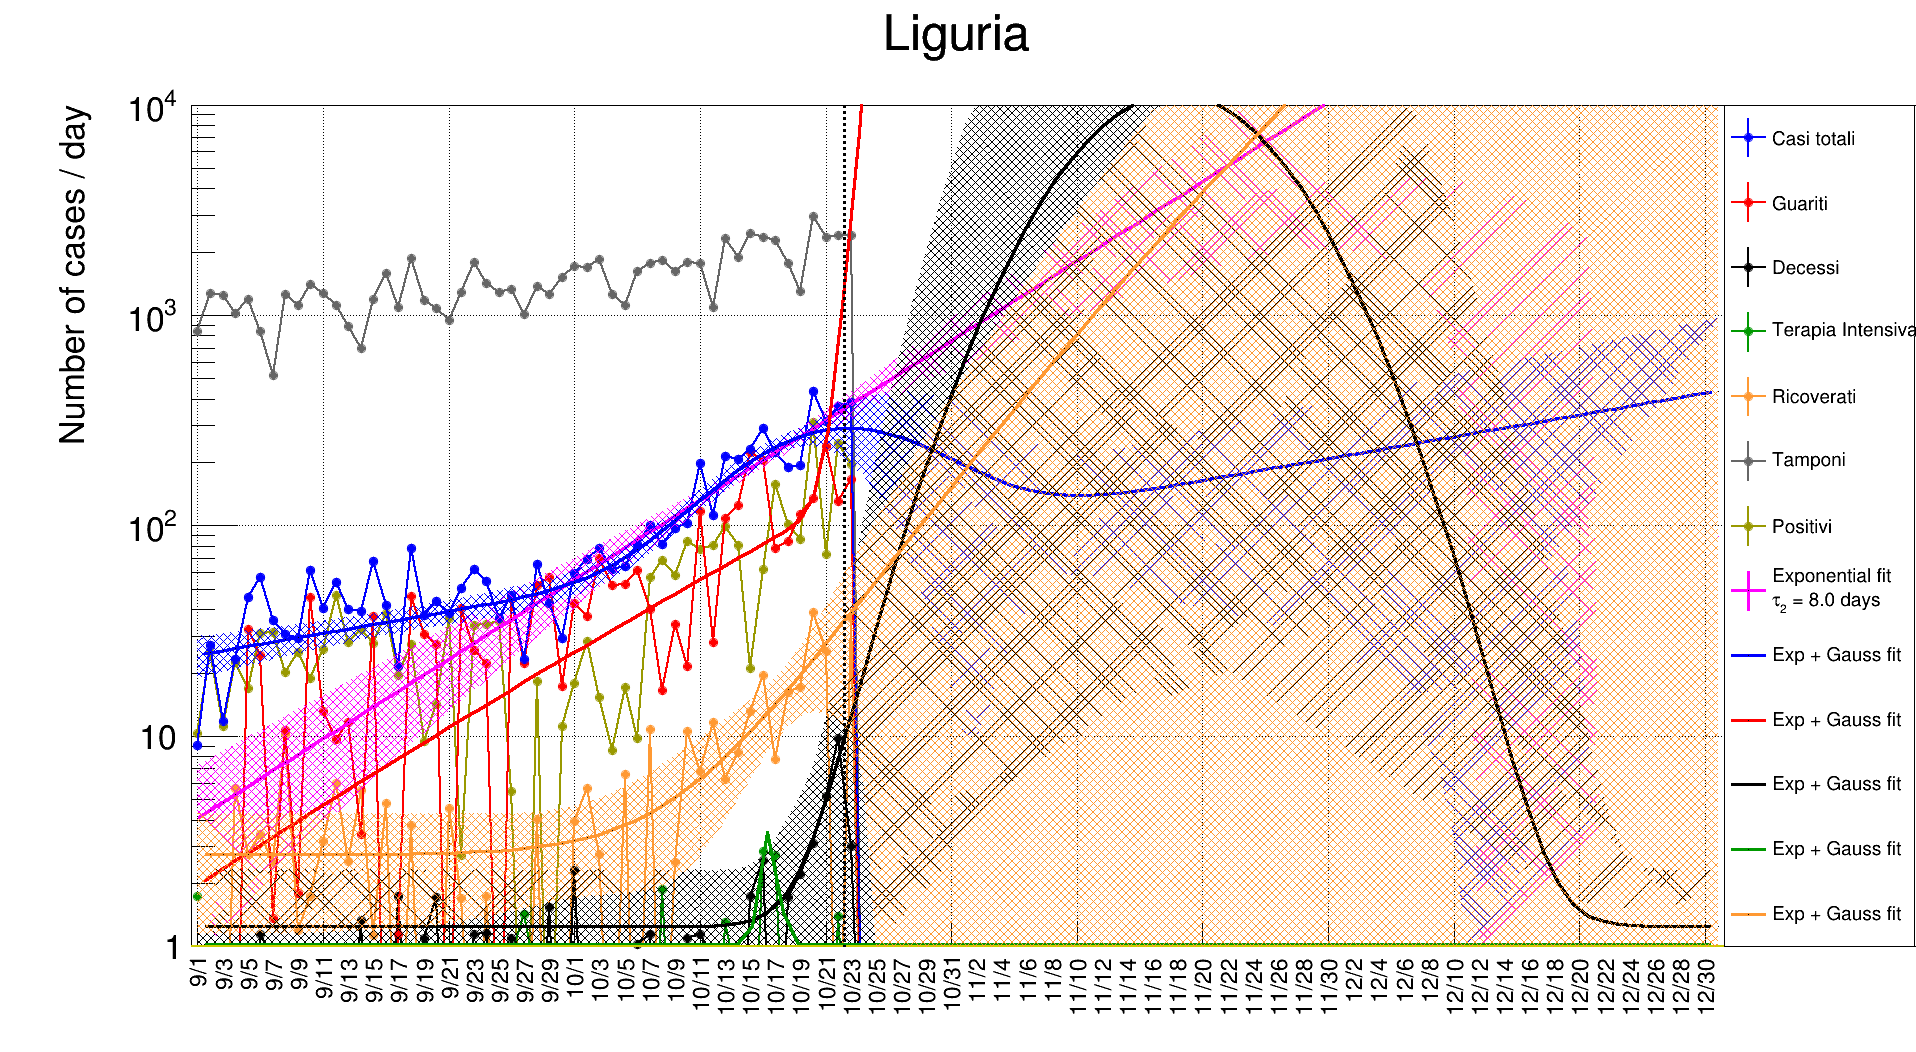 Liguria
Number of cases / day
10^4
10^3
10^2
10
1
9/1 9/3 9/5 9/7 9/9 9/11 9/13 9/15 9/17 9/19 9/21 9/23 9/25 9/27 9/29 10/1 10/3 10/5 10/7 10/9 10/11 10/13 10/15 10/17 10/19 10/21 10/23 10/25 10/27 10/29 10/31 11/2 11/4 11/6 11/8 11/10 11/12 11/14 11/16 11/18 11/20 11/22 11/24 11/26 11/28 11/30 12/2 12/4 12/6 12/8 12/10 12/12 12/14 12/16 12/18 12/20 12/22 12/24 12/26 12/28 12/30
Casi totali
Guariti
Decessi
Terapia Intensiva
Ricoverati
Tamponi
Positivi
Exponential fit
τ₂ = 8.0 days
Exp + Gauss fit
Exp + Gauss fit
Exp + Gauss fit
Exp + Gauss fit
Exp + Gauss fit